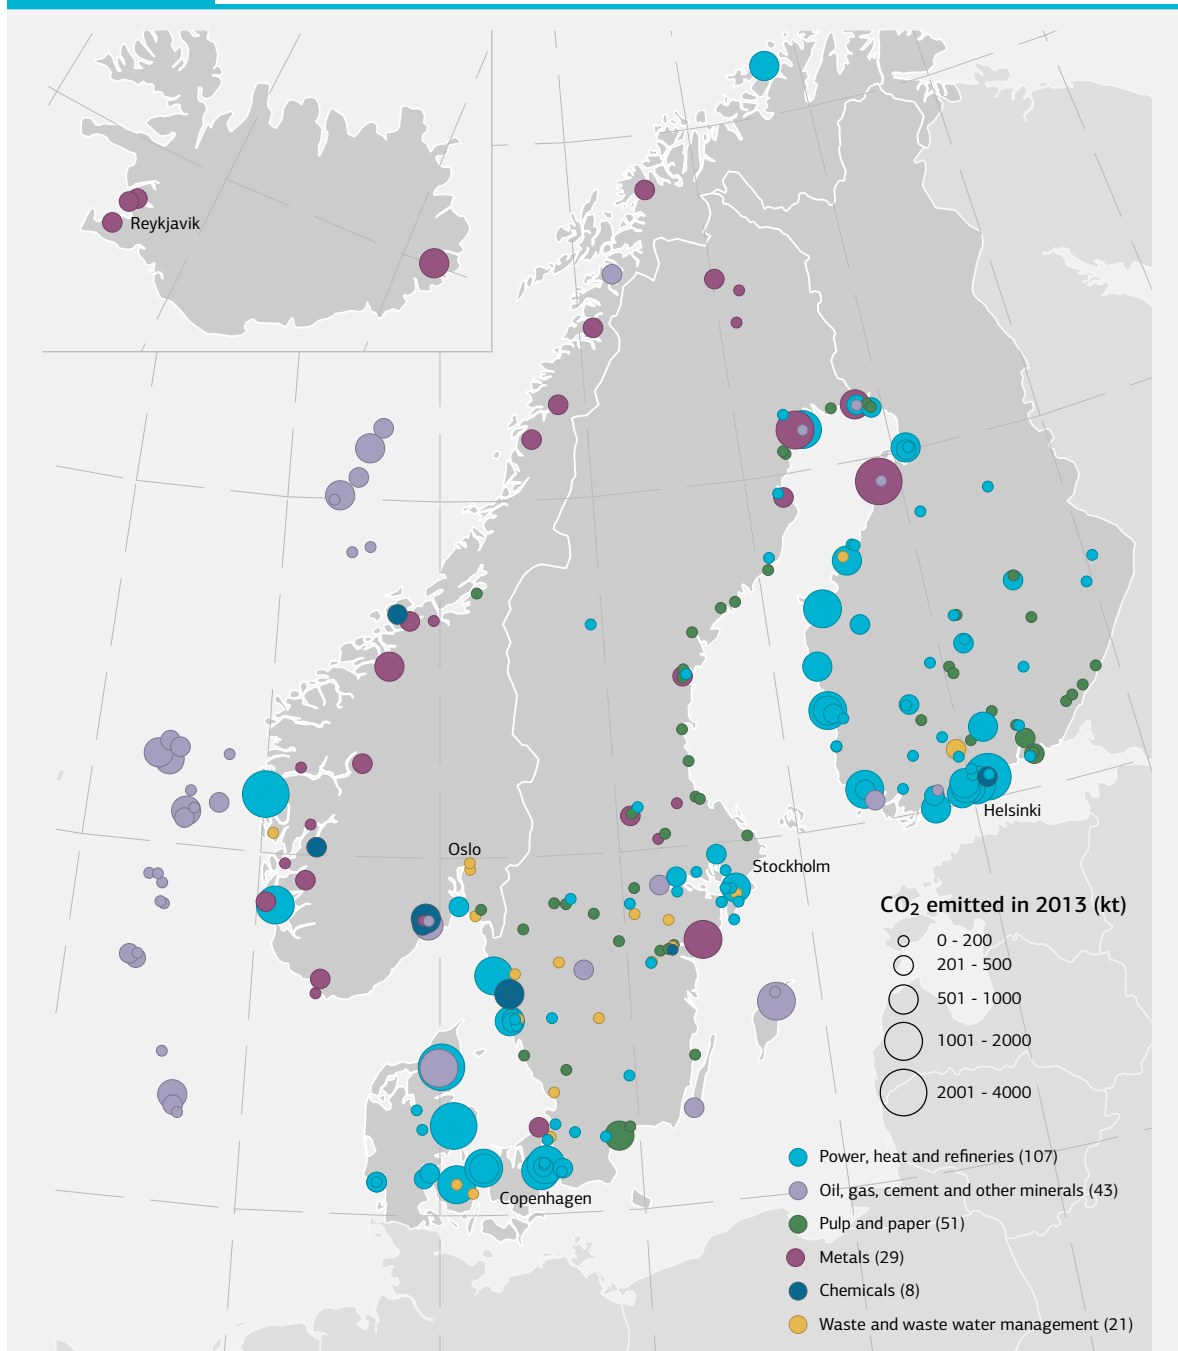 Reykjavik
Oslo
Stockholm
Helsinki
Copenhagen
CO₂ emitted in 2013 (kt)
0 - 200
201 - 500
501 - 1000
1001 - 2000
2001 - 4000
Power, heat and refineries (107)
Oil, gas, cement and other minerals (43)
Pulp and paper (51)
Metals (29)
Chemicals (8)
Waste and waste water management (21)